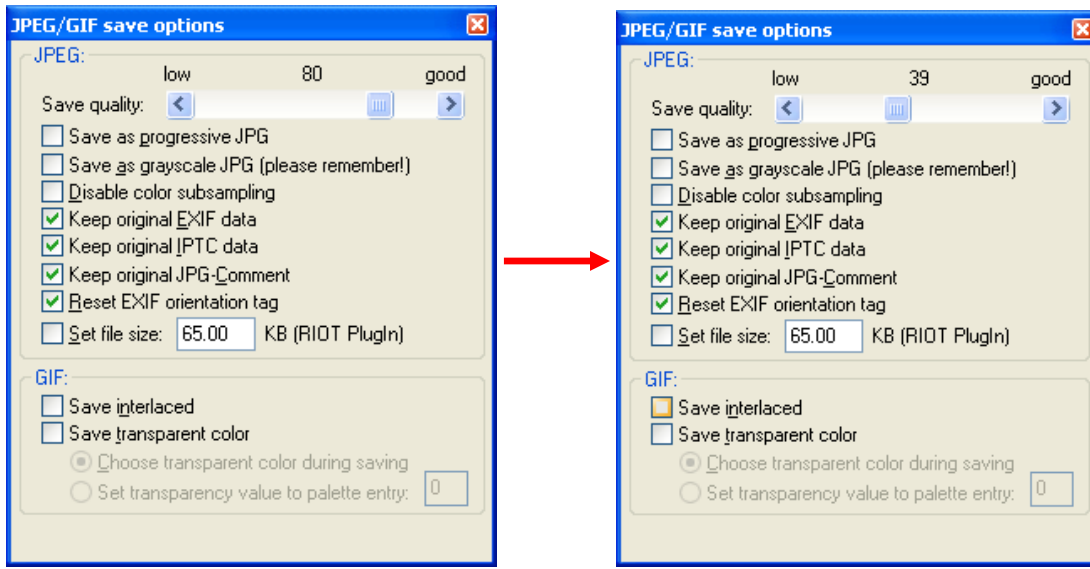 JPEG/GIF save options
JPEG:
low 80 good
Save quality:
Save as progressive JPG
Save as grayscale JPG (please remember!)
Disable color subsampling
Keep original EXIF data
Keep original IPTC data
Keep original JPG-Comment
Reset EXIF orientation tag
Set file size: 65.00 KB (RIOT PlugIn)
GIF:
Save interlaced
Save transparent color
Choose transparent color during saving
Set transparency value to palette entry: 0
JPEG/GIF save options
JPEG:
low 39 good
Save quality:
Save as progressive JPG
Save as grayscale JPG (please remember!)
Disable color subsampling
Keep original EXIF data
Keep original IPTC data
Keep original JPG-Comment
Reset EXIF orientation tag
Set file size: 65.00 KB (RIOT PlugIn)
GIF:
Save interlaced
Save transparent color
Choose transparent color during saving
Set transparency value to palette entry: 0